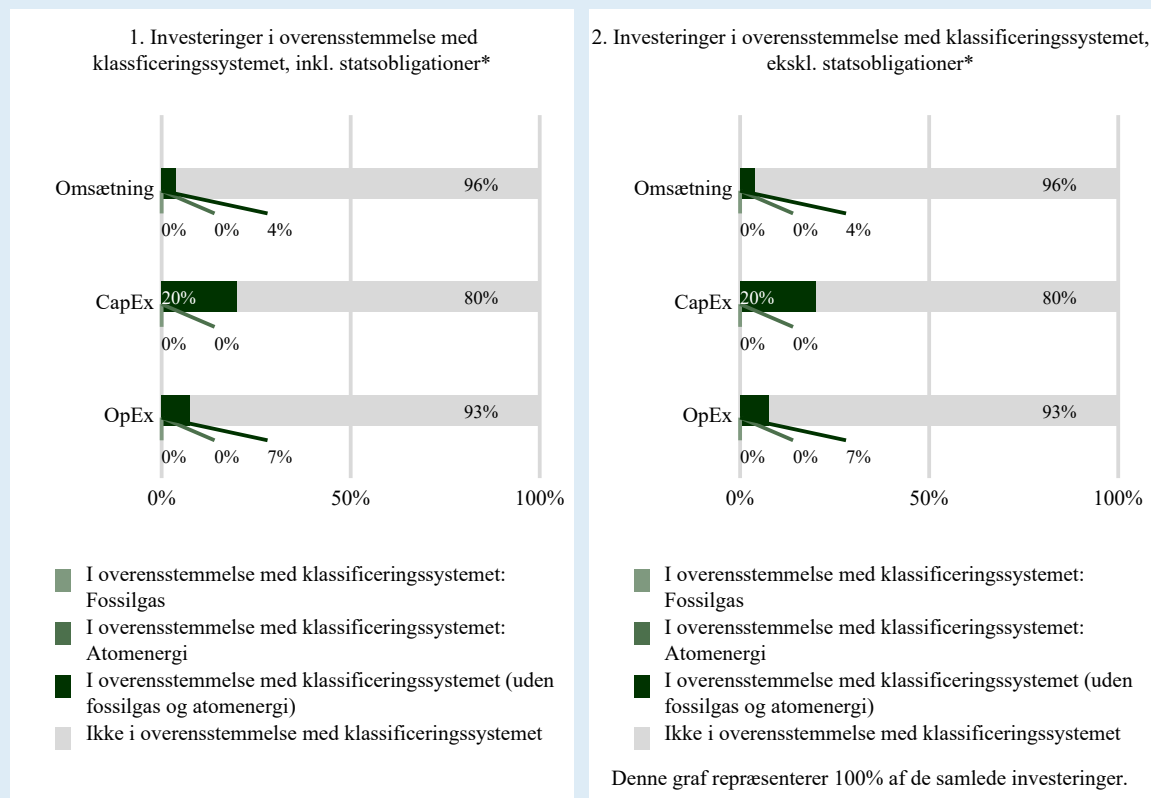 1. Investeringer i overensstemmelse med
klassficeringssystemet, inkl. statsobligationer*
Omsætning
96%
0%
0%
4%
CapEx
20%
80%
0%
0%
OpEx
93%
0%
0%
7%
0%
50%
100%
I overensstemmelse med klassificeringssystemet:
Fossilgas
I overensstemmelse med klassificeringssystemet:
Atomenergi
I overensstemmelse med klassificeringssystemet (uden
fossilgas og atomenergi)
Ikke i overensstemmelse med klassificeringssystemet
2. Investeringer i overensstemmelse med klassificeringssystemet,
ekskl. statsobligationer*
Omsætning
96%
0%
0%
4%
CapEx
20%
80%
0%
0%
OpEx
93%
0%
0%
7%
0%
50%
100%
I overensstemmelse med klassificeringssystemet:
Fossilgas
I overensstemmelse med klassificeringssystemet:
Atomenergi
I overensstemmelse med klassificeringssystemet (uden
fossilgas og atomenergi)
Ikke i overensstemmelse med klassificeringssystemet
Denne graf repræsenterer 100% af de samlede investeringer.